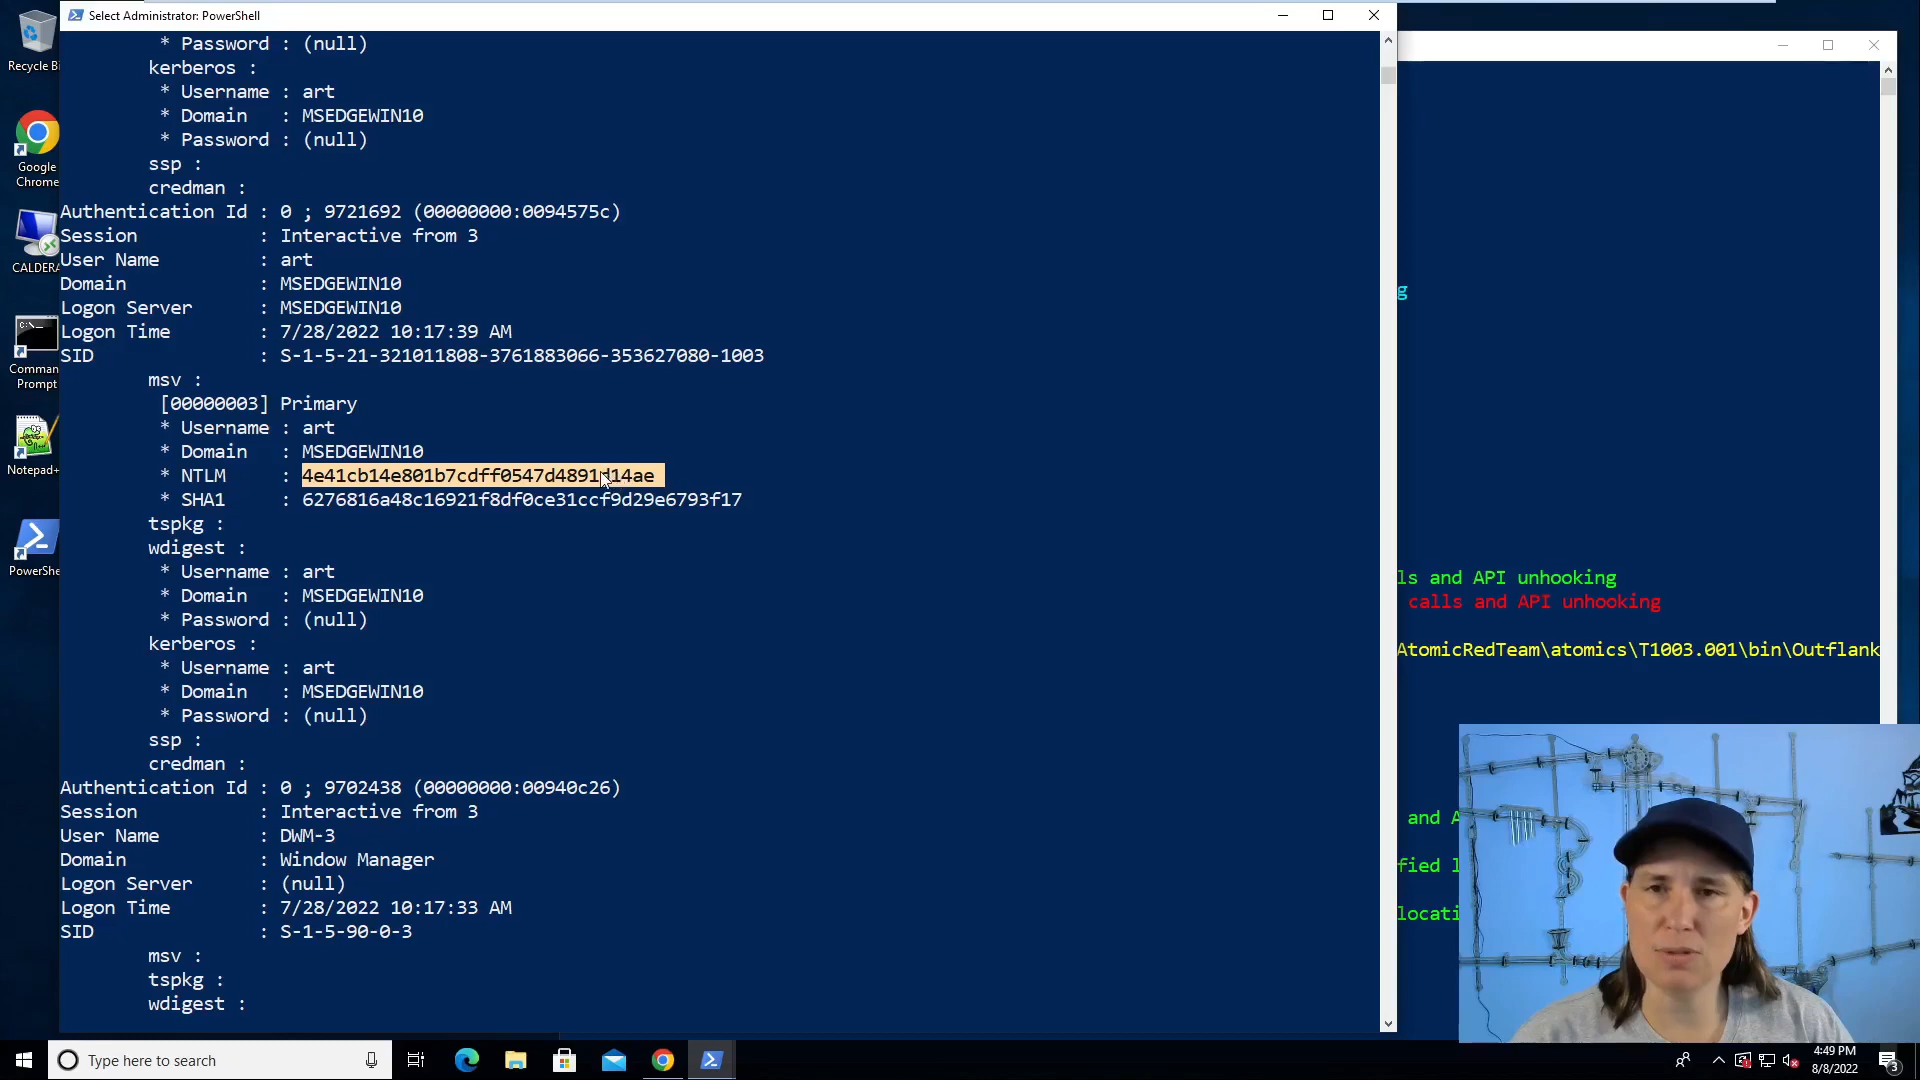 Select Administrator: PowerShell
* Password : (null)
kerberos :
* Username : art
* Domain : MSEDGEWIN10
* Password : (null)
ssp :
credman :
Authentication Id : 0 ; 9721692 (00000000:0094575c)
Session : Interactive from 3
User Name : art
Domain : MSEDGEWIN10
Logon Server : MSEDGEWIN10
Logon Time : 7/28/2022 10:17:39 AM
SID : S-1-5-21-321011808-3761883066-353627080-1003
msv :
[00000003] Primary
* Username : art
* Domain : MSEDGEWIN10
* NTLM : 4e41cb14e801b7cdff0547d4891d14ae
* SHA1 : 6276816a48c16921f8df0ce31ccf9d29e6793f17
tspkg :
wdigest :
* Username : art
* Domain : MSEDGEWIN10
* Password : (null)
kerberos :
* Username : art
* Domain : MSEDGEWIN10
* Password : (null)
ssp :
credman :
Authentication Id : 0 ; 9702438 (00000000:00940c26)
Session : Interactive from 3
User Name : DWM-3
Domain : Window Manager
Logon Server : (null)
Logon Time : 7/28/2022 10:17:33 AM
SID : S-1-5-90-0-3
msv :
tspkg :
wdigest :
g
ls and API unhooking
calls and API unhooking
AtomicRedTeam\atomics\T1003.001\bin\Outflank
and A
fied l
locati
Recycle Bi
Google
Chrome
CALDERA
Comman
Prompt
Notepad+
PowerShe
Type here to search
4:49 PM
8/8/2022
3